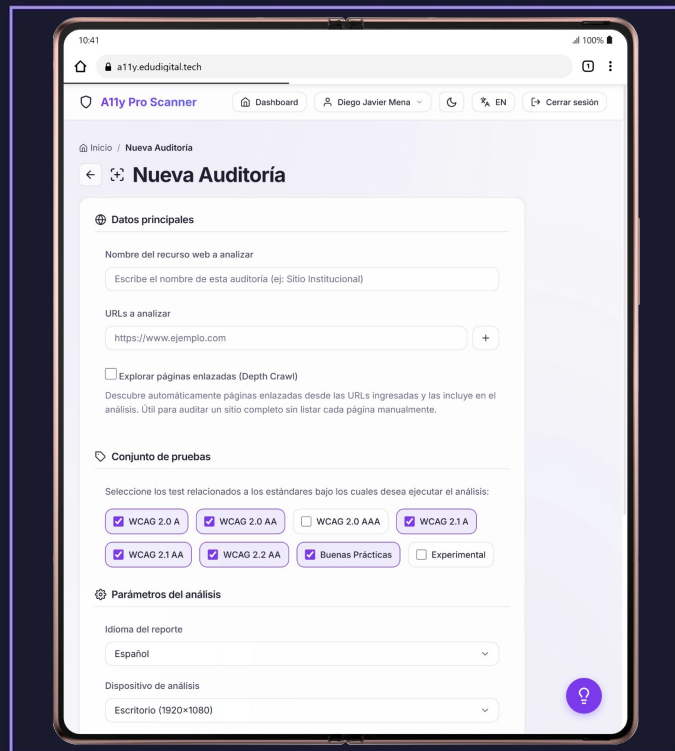 10:41
100%
a11y.edudigital.tech
1
A11y Pro Scanner
Dashboard
Diego Javier Mena
EN
Cerrar sesión
Inicio / Nueva Auditoría
Nueva Auditoría
Datos principales
Nombre del recurso web a analizar
Escribe el nombre de esta auditoría (ej: Sitio Institucional)
URLs a analizar
https://www.ejemplo.com
+
Explorar páginas enlazadas (Depth Crawl)
Descubre automáticamente páginas enlazadas desde las URLs ingresadas y las incluye en el
análisis. Útil para auditar un sitio completo sin listar cada página manualmente.
Conjunto de pruebas
Seleccione los test relacionados a los estándares bajo los cuales desea ejecutar el análisis:
WCAG 2.0 A
WCAG 2.0 AA
WCAG 2.0 AAA
WCAG 2.1 A
WCAG 2.1 AA
WCAG 2.2 AA
Buenas Prácticas
Experimental
Parámetros del análisis
Idioma del reporte
Español
Dispositivo de análisis
Escritorio (1920×1080)